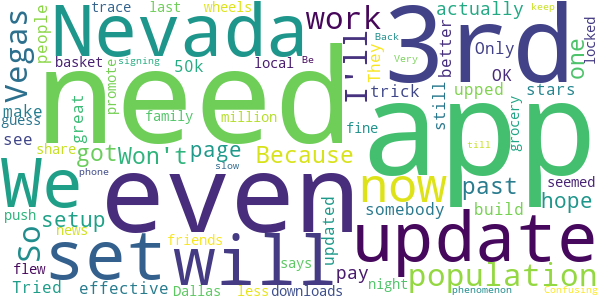 trace last wheels
people Nevada work actually 3rd
Vegas basket 50k local I'll They better Only OK one locked
make promote trick still upped stars
guess great need app
see family million fine grocery
share got Won't page Because seemed
We even now past hope
push setup somebody build
So news set will updated update
flew friends says pay population
Tried effective Dallas less downloads night phenomenon Confusing
phone signing Back Be Very keep
slow till